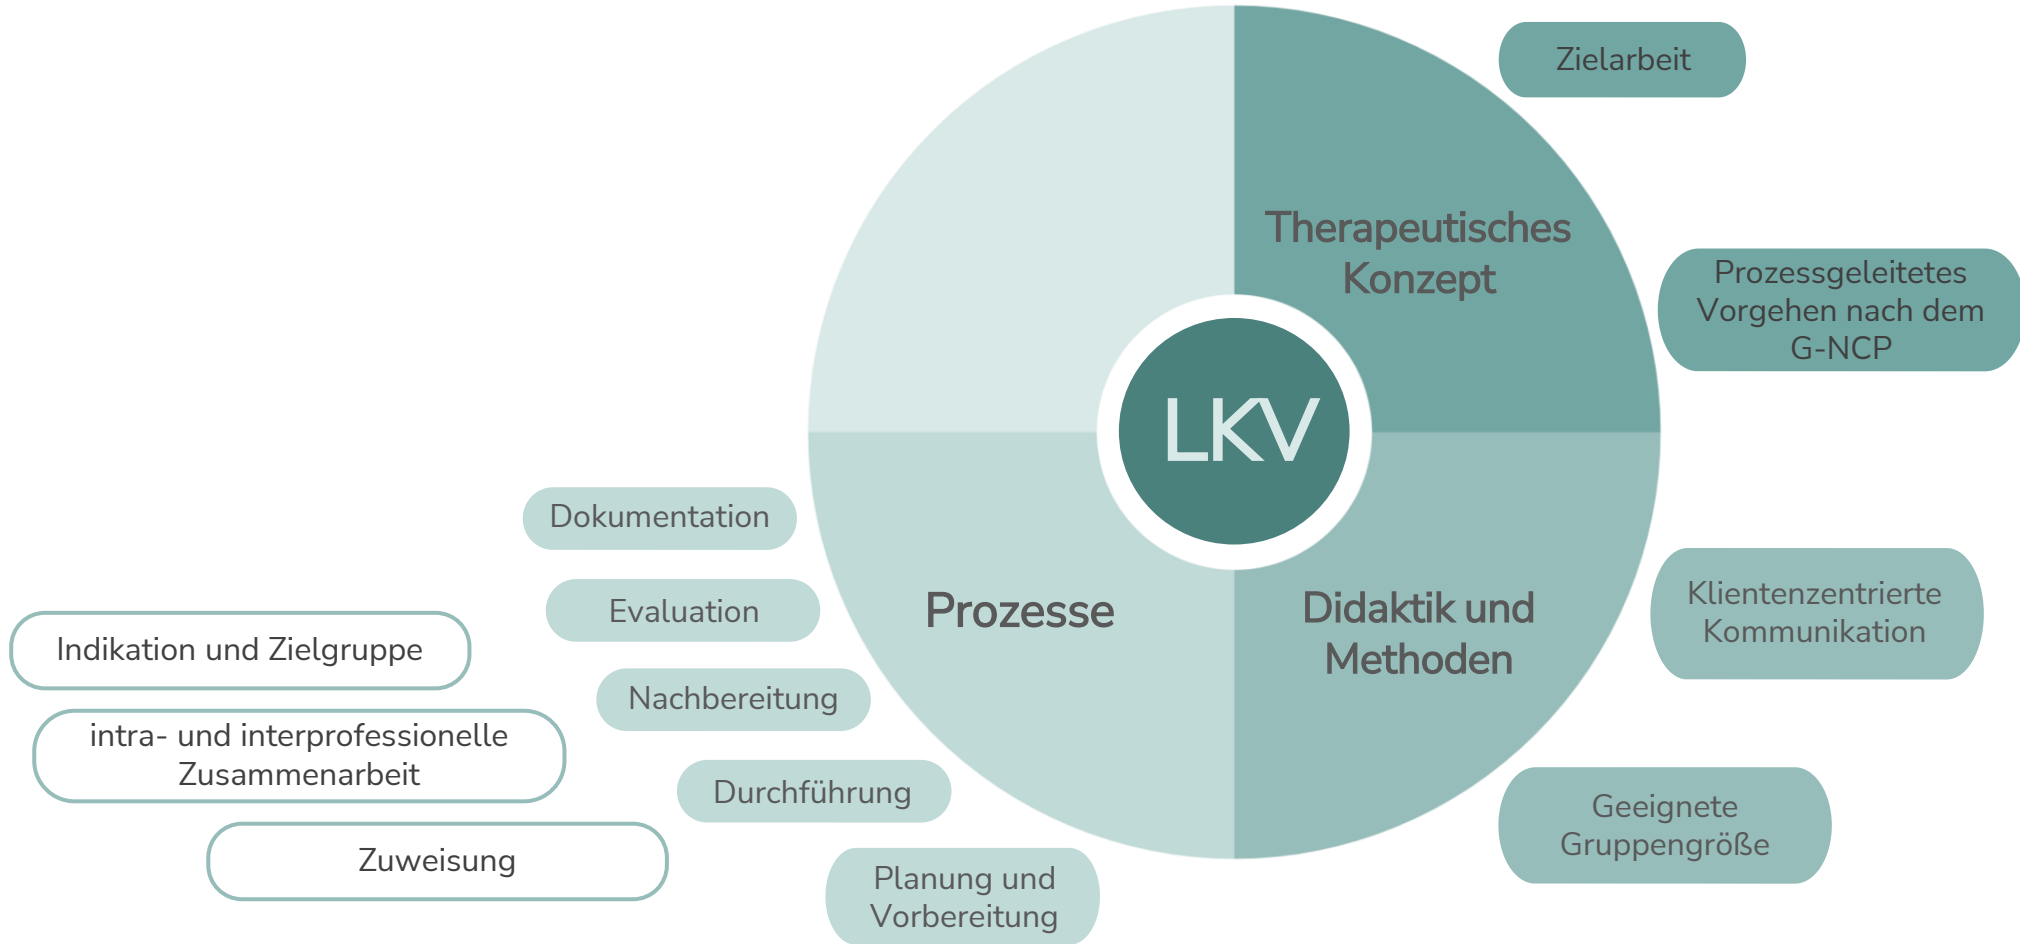 Zielarbeit
Therapeutisches
Konzept
Prozessgeleitetes
Vorgehen nach dem
G-NCP
LKV
Dokumentation
Evaluation
Prozesse
Didaktik und
Methoden
Klientenzentrierte
Kommunikation
Indikation und Zielgruppe
Nachbereitung
intra- und interprofessionelle
Zusammenarbeit
Durchführung
Geeignete
Gruppengröße
Zuweisung
Planung und
Vorbereitung